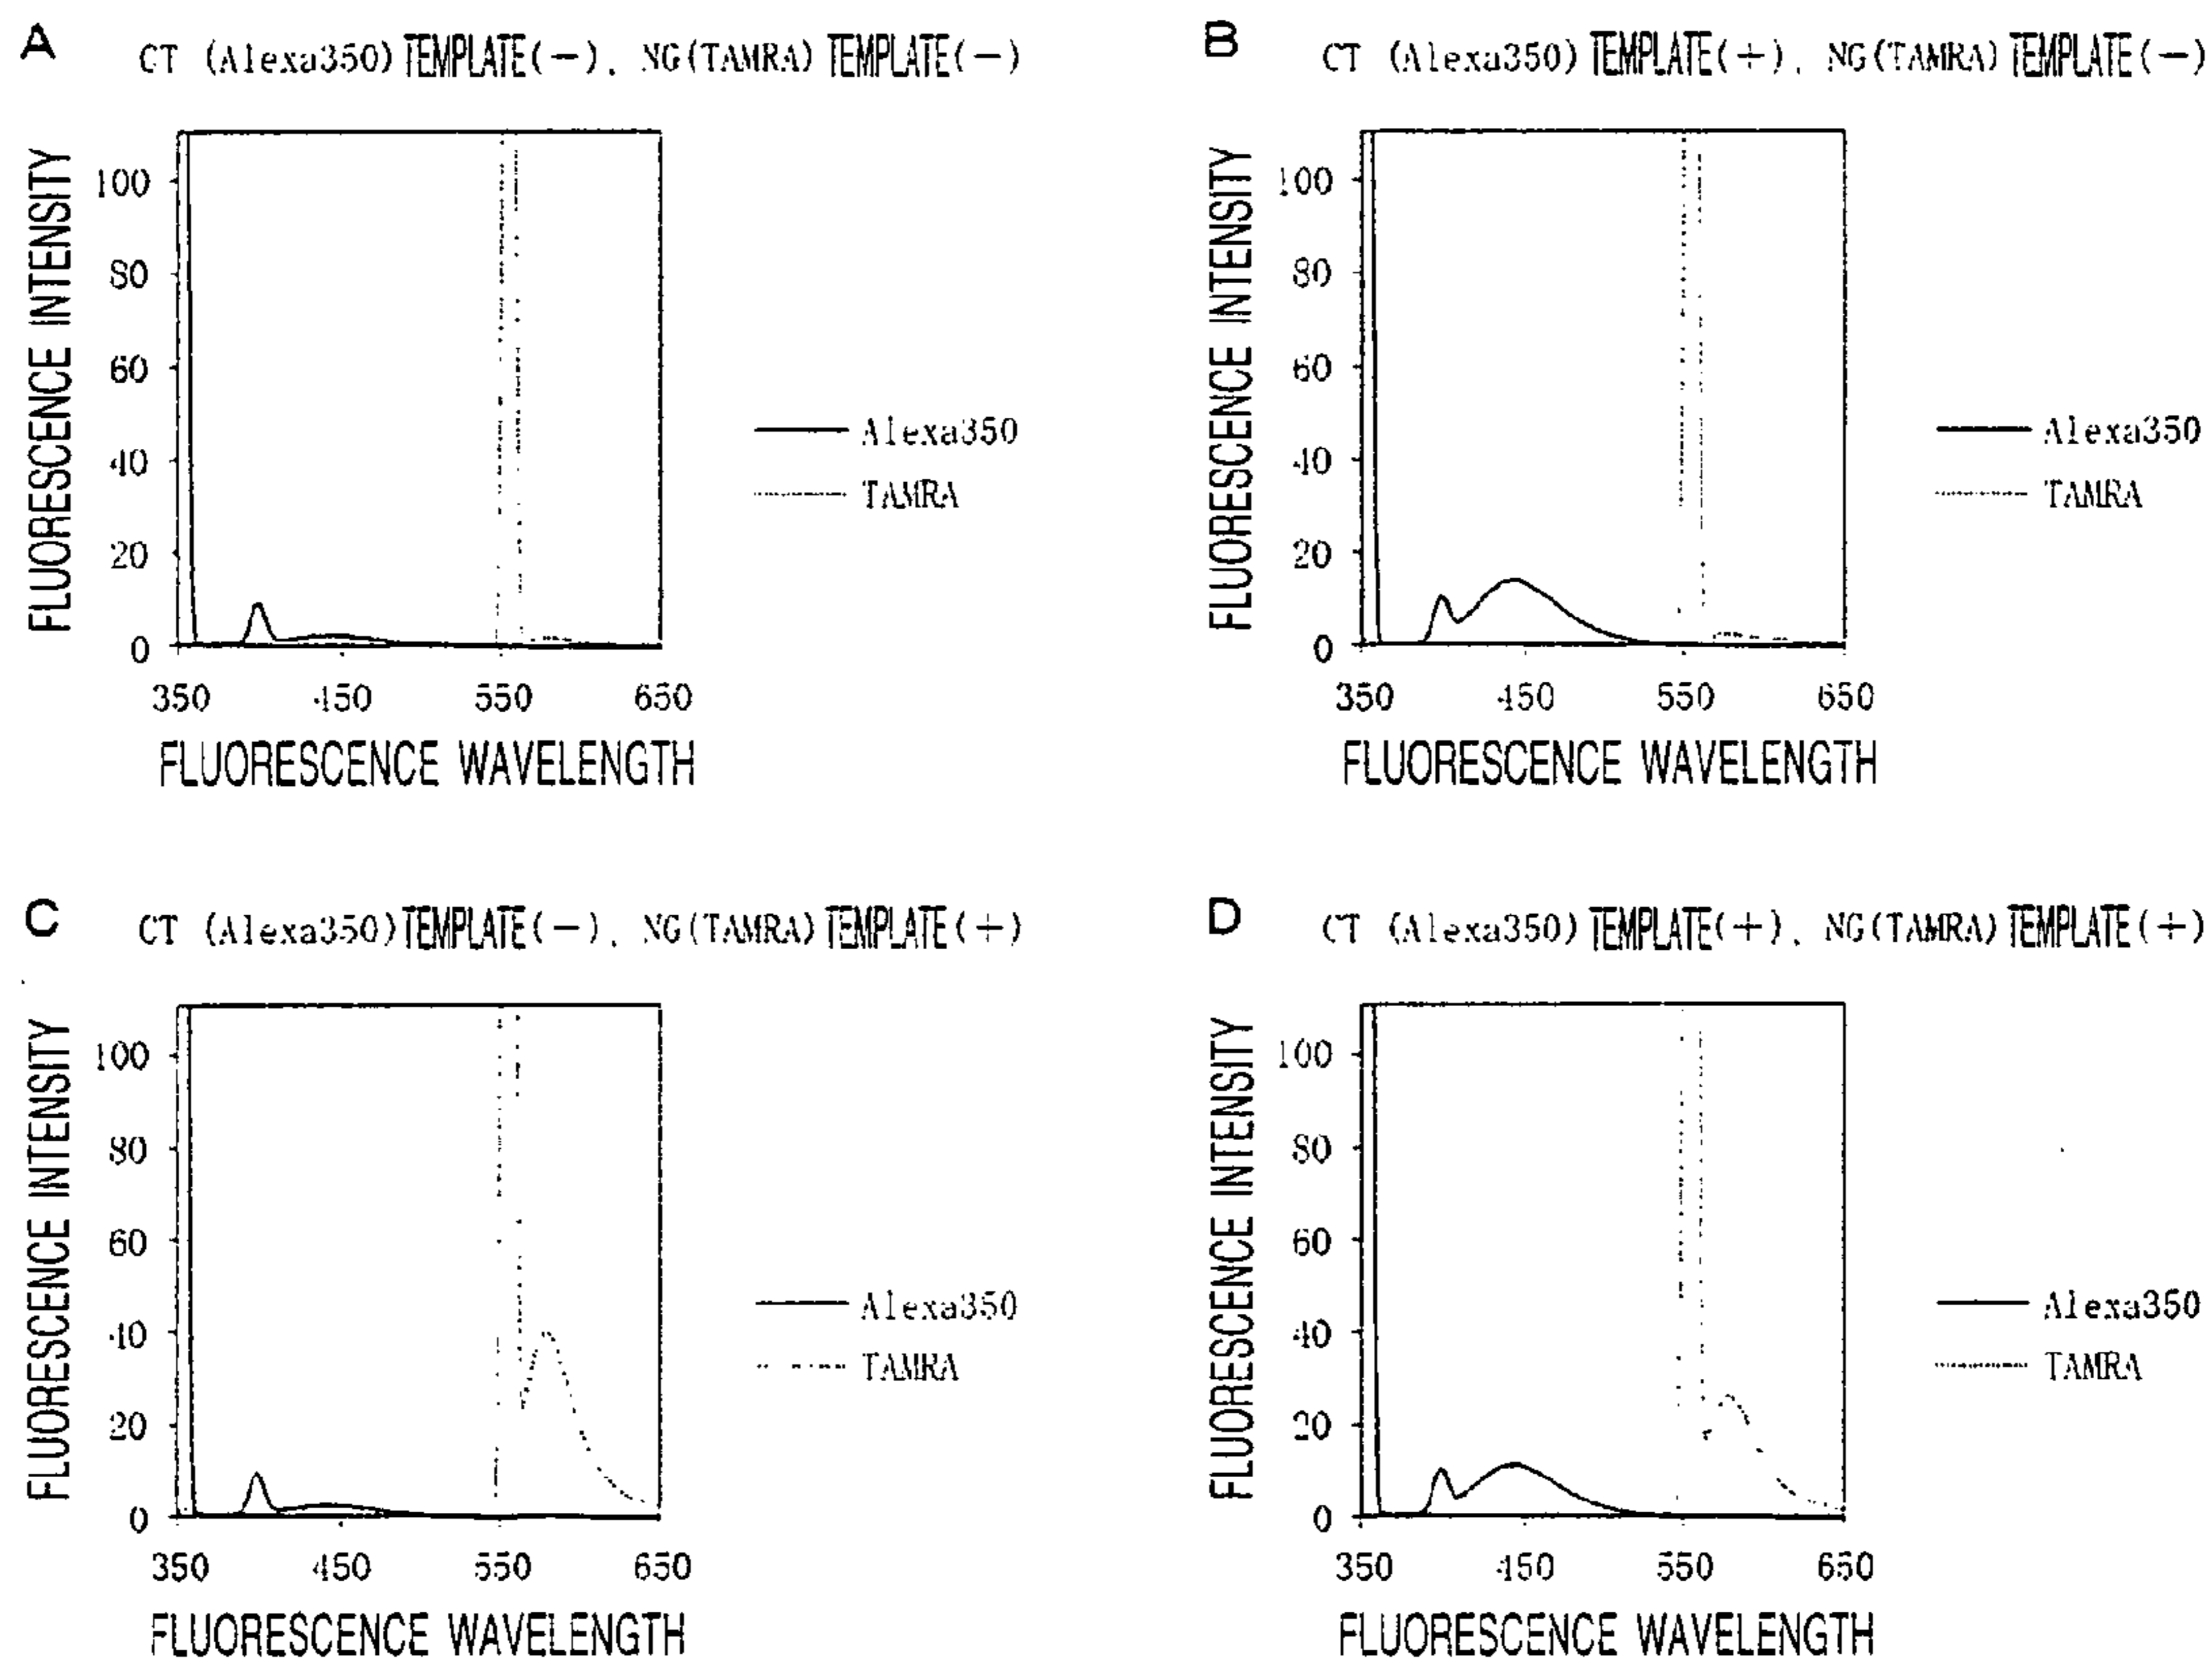 A CT (Alexa350) TEMPLATE(−), NG(TAMRA) TEMPLATE(−)
FLUORESCENCE INTENSITY
100
80
60
40
20
0
350 450 550 650
FLUORESCENCE WAVELENGTH
Alexa350
TAMRA
B CT (Alexa350) TEMPLATE(+), NG(TAMRA) TEMPLATE(−)
FLUORESCENCE INTENSITY
100
80
60
40
20
0
350 450 550 650
FLUORESCENCE WAVELENGTH
Alexa350
TAMRA
C CT (Alexa350) TEMPLATE(−), NG(TAMRA) TEMPLATE(+)
FLUORESCENCE INTENSITY
100
80
60
40
20
0
350 450 550 650
FLUORESCENCE WAVELENGTH
Alexa350
TAMRA
D CT (Alexa350) TEMPLATE(+), NG(TAMRA) TEMPLATE(+)
FLUORESCENCE INTENSITY
100
80
60
40
20
0
350 450 550 650
FLUORESCENCE WAVELENGTH
Alexa350
TAMRA